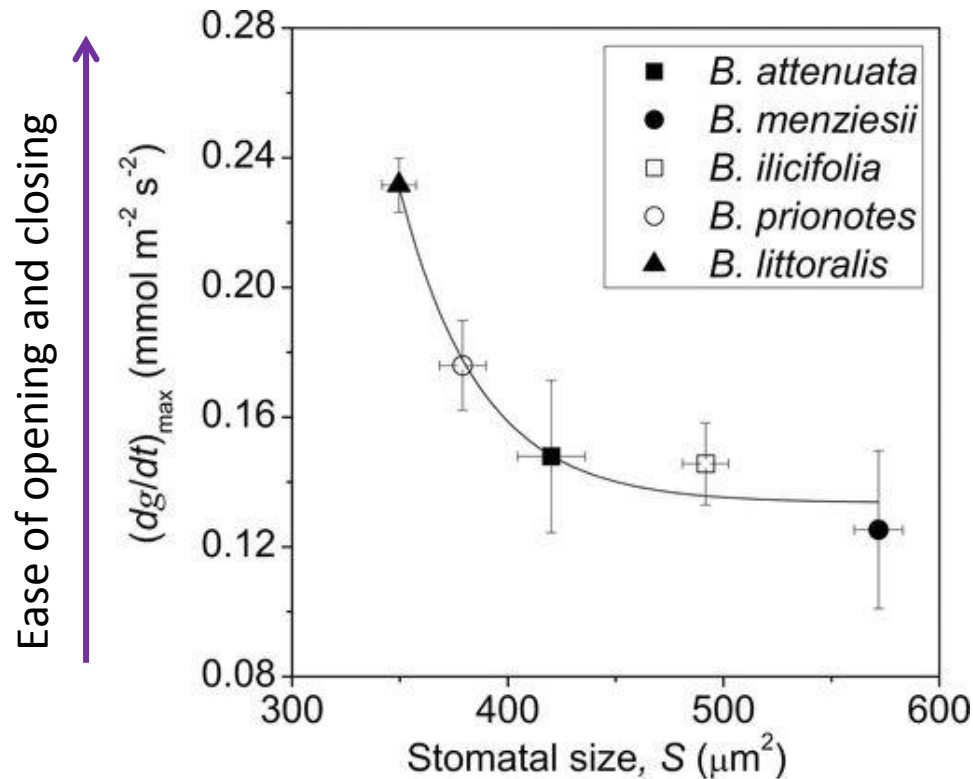 Ease of opening and closing
(dg/dt)max (mmol m⁻² s⁻²)
0.28
0.24
0.20
0.16
0.12
0.08
B. attenuata
B. menziesii
B. ilicifolia
B. prionotes
B. littoralis
300 400 500 600
Stomatal size, S (μm²)